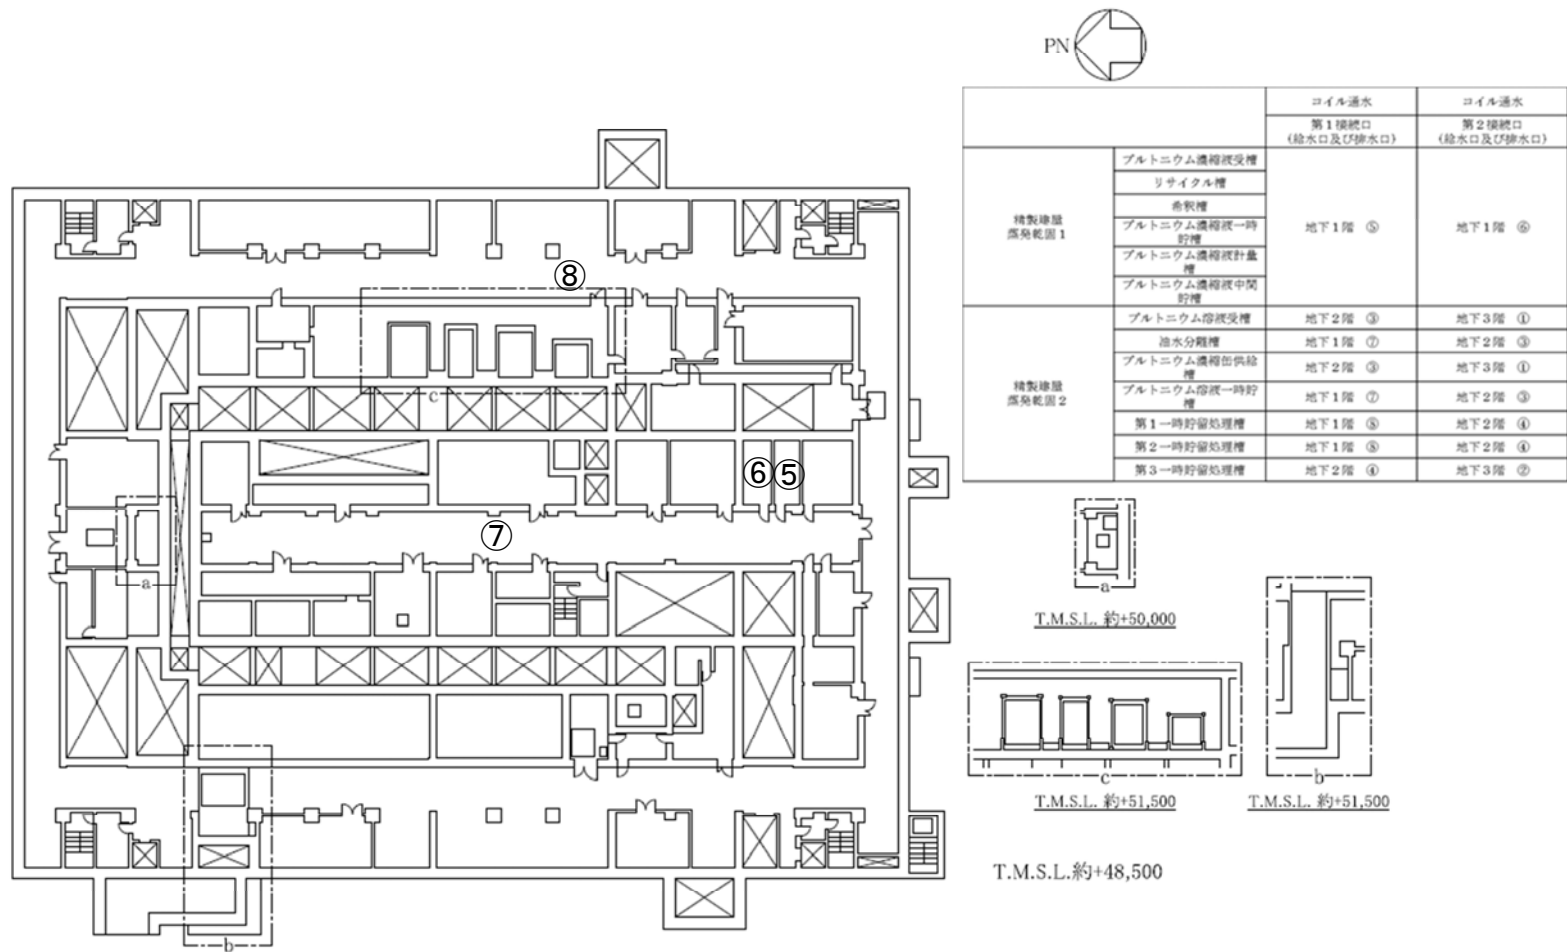 PN
コイル通水 コイル通水
第1接続口 第2接続口
(給水口及び排水口) (給水口及び排水口)
精製建屋
蒸発乾固1
プルトニウム濃縮液受槽
リサイクル槽
希釈槽
プルトニウム濃縮液一時
貯槽
プルトニウム濃縮液計量
槽
プルトニウム濃縮液中間
貯槽
地下1階 ⑤ 地下1階 ⑥
精製建屋
蒸発乾固2
プルトニウム溶液受槽 地下2階 ③ 地下3階 ①
油水分離槽 地下1階 ⑦ 地下2階 ③
プルトニウム濃縮缶供給
槽 地下2階 ③ 地下3階 ①
プルトニウム溶液一時貯
槽 地下1階 ⑦ 地下2階 ③
第1一時貯留処理槽 地下1階 ⑧ 地下2階 ④
第2一時貯留処理槽 地下1階 ⑧ 地下2階 ④
第3一時貯留処理槽 地下2階 ④ 地下3階 ②
⑧
c
⑥ ⑤
⑦
a
b
a
T.M.S.L. 約+50,000
c
T.M.S.L. 約+51,500
b
T.M.S.L. 約+51,500
T.M.S.L.約+48,500